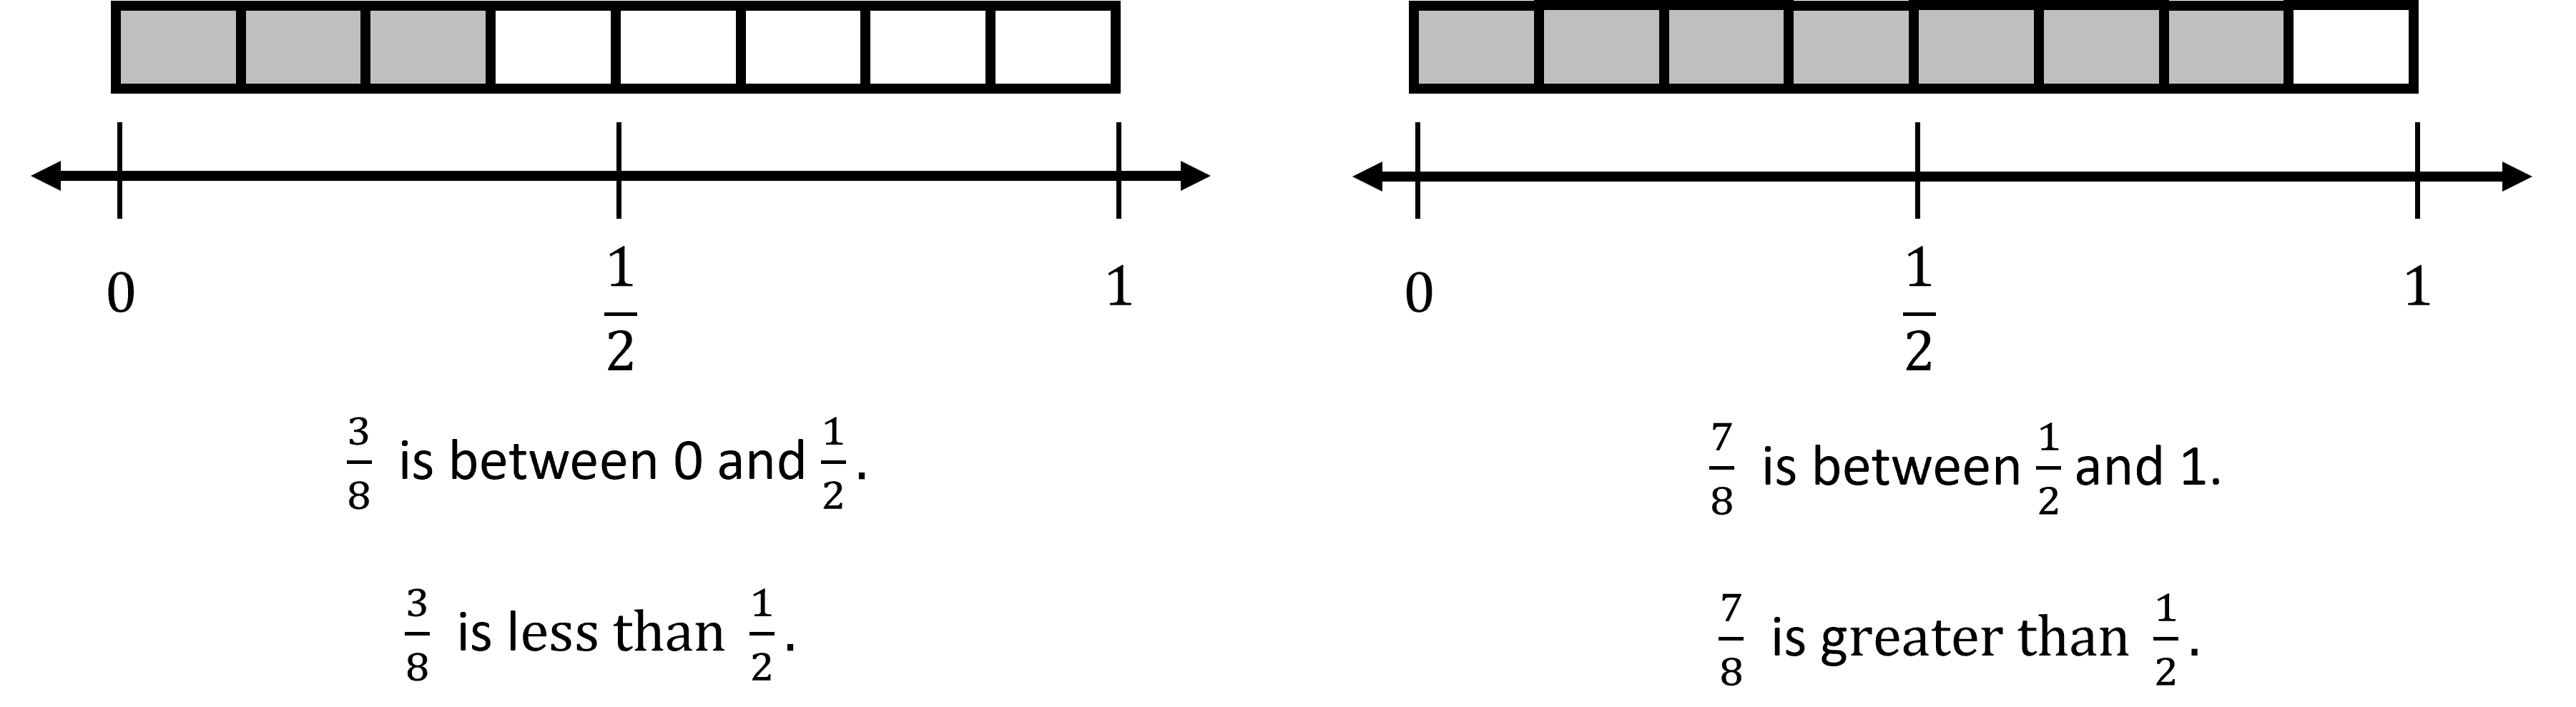 0 1/2 1
3/8 is between 0 and 1/2.
3/8 is less than 1/2.
0 1/2 1
7/8 is between 1/2 and 1.
7/8 is greater than 1/2.